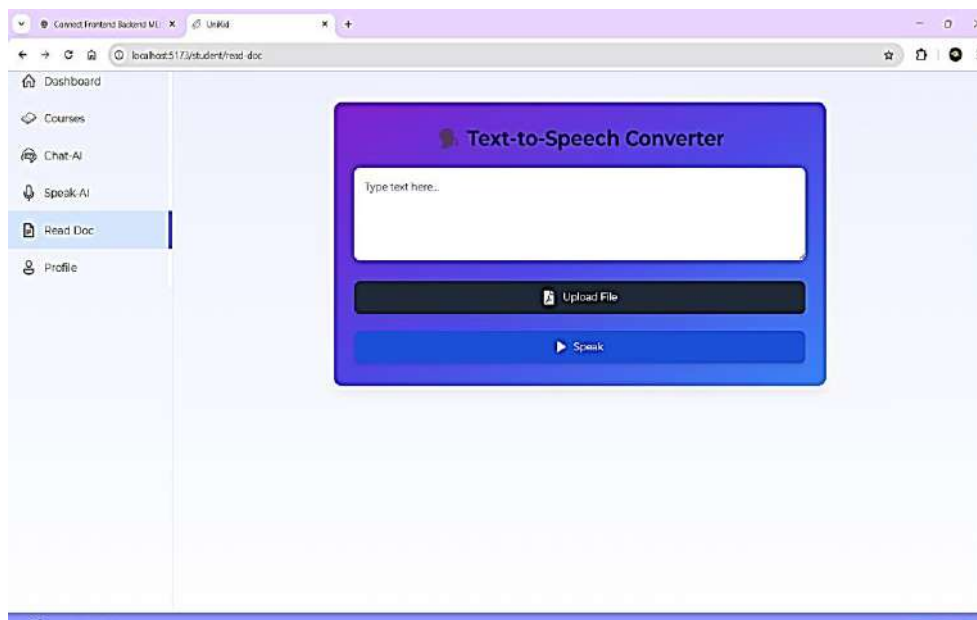 Connect Frontend Backend ML:
UniKid
localhost:5173/student/read-doc
Dashboard
Courses
Chat-AI
Speak-AI
Read Doc
Profile
Text-to-Speech Converter
Type text here...
Upload File
Speak